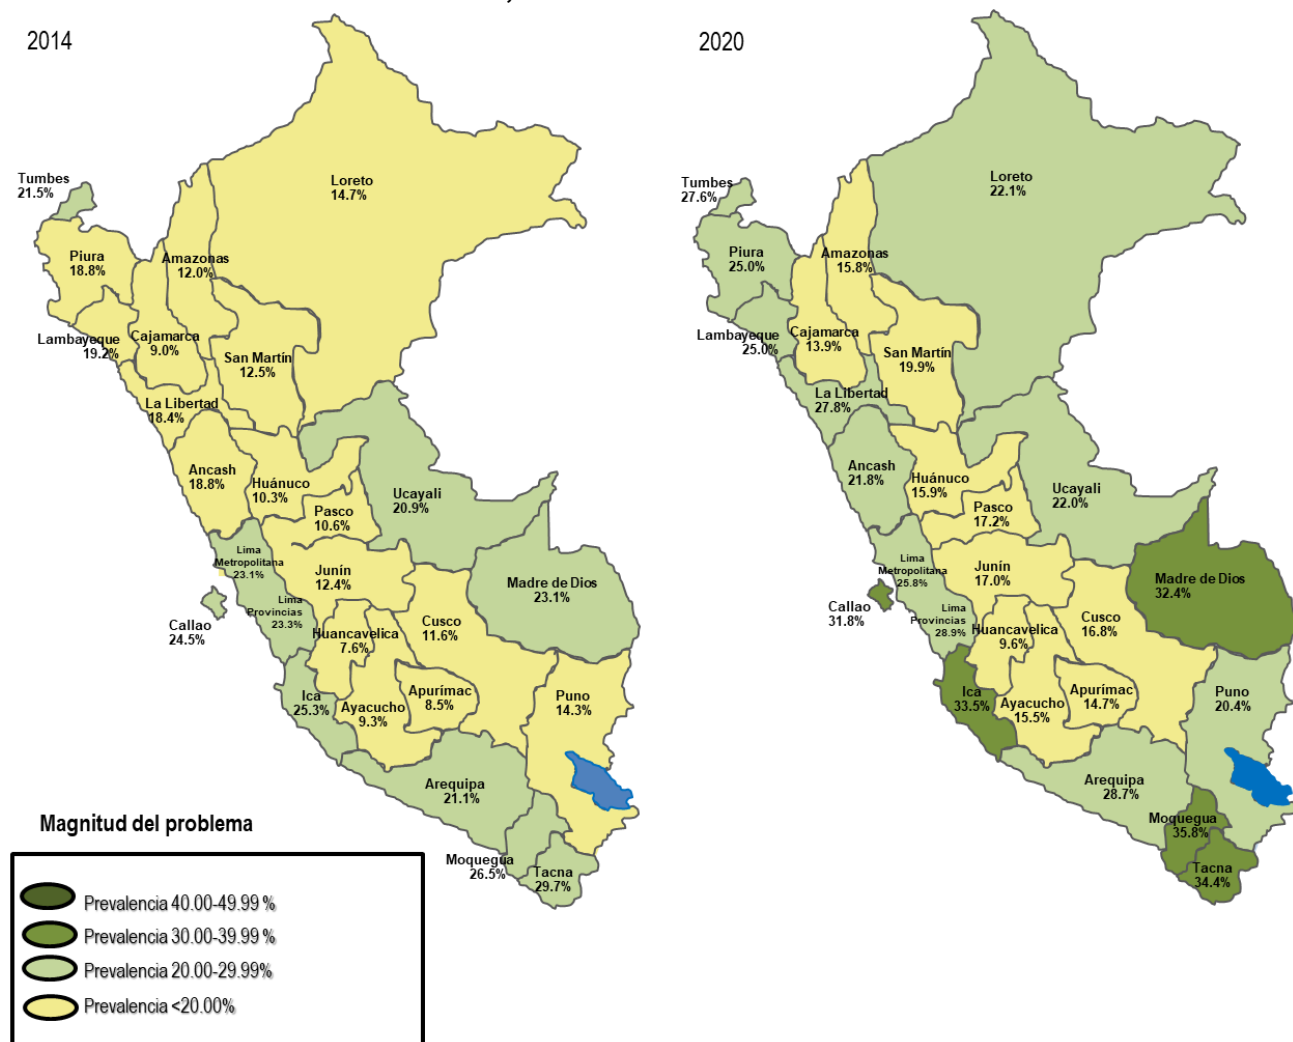 2014
Loreto
14.7%
Tumbes
21.5%
Piura
18.8%
Amazonas
12.0%
Lambayeque
19.2%
Cajamarca
9.0%
San Martín
12.5%
La Libertad
18.4%
Ancash
18.8%
Huánuco
10.3%
Ucayali
20.9%
Pasco
10.6%
Lima
Metropolitana
23.1%
Junín
12.4%
Madre de Dios
23.1%
Lima
Provincias
23.3%
Callao
24.5%
Huancavelica
7.6%
Cusco
11.6%
Ica
25.3%
Ayacucho
9.3%
Apurímac
8.5%
Puno
14.3%
Arequipa
21.1%
Moquegua
26.5%
Tacna
29.7%
Magnitud del problema
Prevalencia 40.00-49.99 %
Prevalencia 30.00-39.99 %
Prevalencia 20.00-29.99%
Prevalencia <20.00%
2020
Loreto
22.1%
Tumbes
27.6%
Piura
25.0%
Amazonas
15.8%
Lambayeque
25.0%
Cajamarca
13.9%
San Martín
19.9%
La Libertad
27.8%
Ancash
21.8%
Huánuco
15.9%
Ucayali
22.0%
Pasco
17.2%
Lima
Metropolitana
25.8%
Junín
17.0%
Madre de Dios
32.4%
Callao
31.8%
Lima
Provincias
28.9%
Huancavelica
9.6%
Cusco
16.8%
Ica
33.5%
Ayacucho
15.5%
Apurímac
14.7%
Puno
20.4%
Arequipa
28.7%
Moquegua
35.8%
Tacna
34.4%